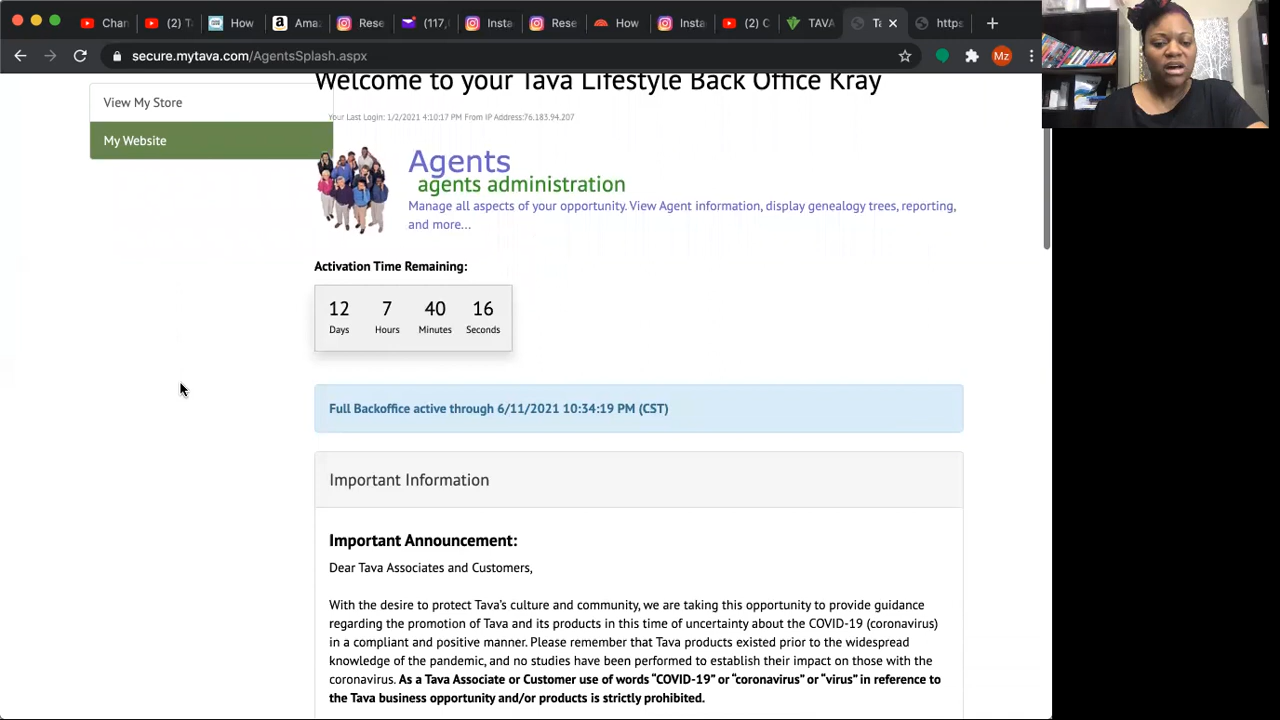 Chan
(2) T
How
Ama
Rese
(117,
Insta
Rese
How
Insta
(2) C
TAVA
Ta
https
secure.mytava.com/AgentsSplash.aspx
Mz
View My Store
My Website
Welcome to your Tava Lifestyle Back Office Kray
Your Last Login: 1/2/2021 4:10:17 PM From IP Address:76.183.94.207
Agents
agents administration
Manage all aspects of your opportunity. View Agent information, display genealogy trees, reporting,
and more...
Activation Time Remaining:
12 7 40 16
Days Hours Minutes Seconds
Full Backoffice active through 6/11/2021 10:34:19 PM (CST)
Important Information
Important Announcement:
Dear Tava Associates and Customers,
With the desire to protect Tava's culture and community, we are taking this opportunity to provide guidance
regarding the promotion of Tava and its products in this time of uncertainty about the COVID-19 (coronavirus)
in a compliant and positive manner. Please remember that Tava products existed prior to the widespread
knowledge of the pandemic, and no studies have been performed to establish their impact on those with the
coronavirus. As a Tava Associate or Customer use of words “COVID-19” or “coronavirus” or “virus” in reference to
the Tava business opportunity and/or products is strictly prohibited.